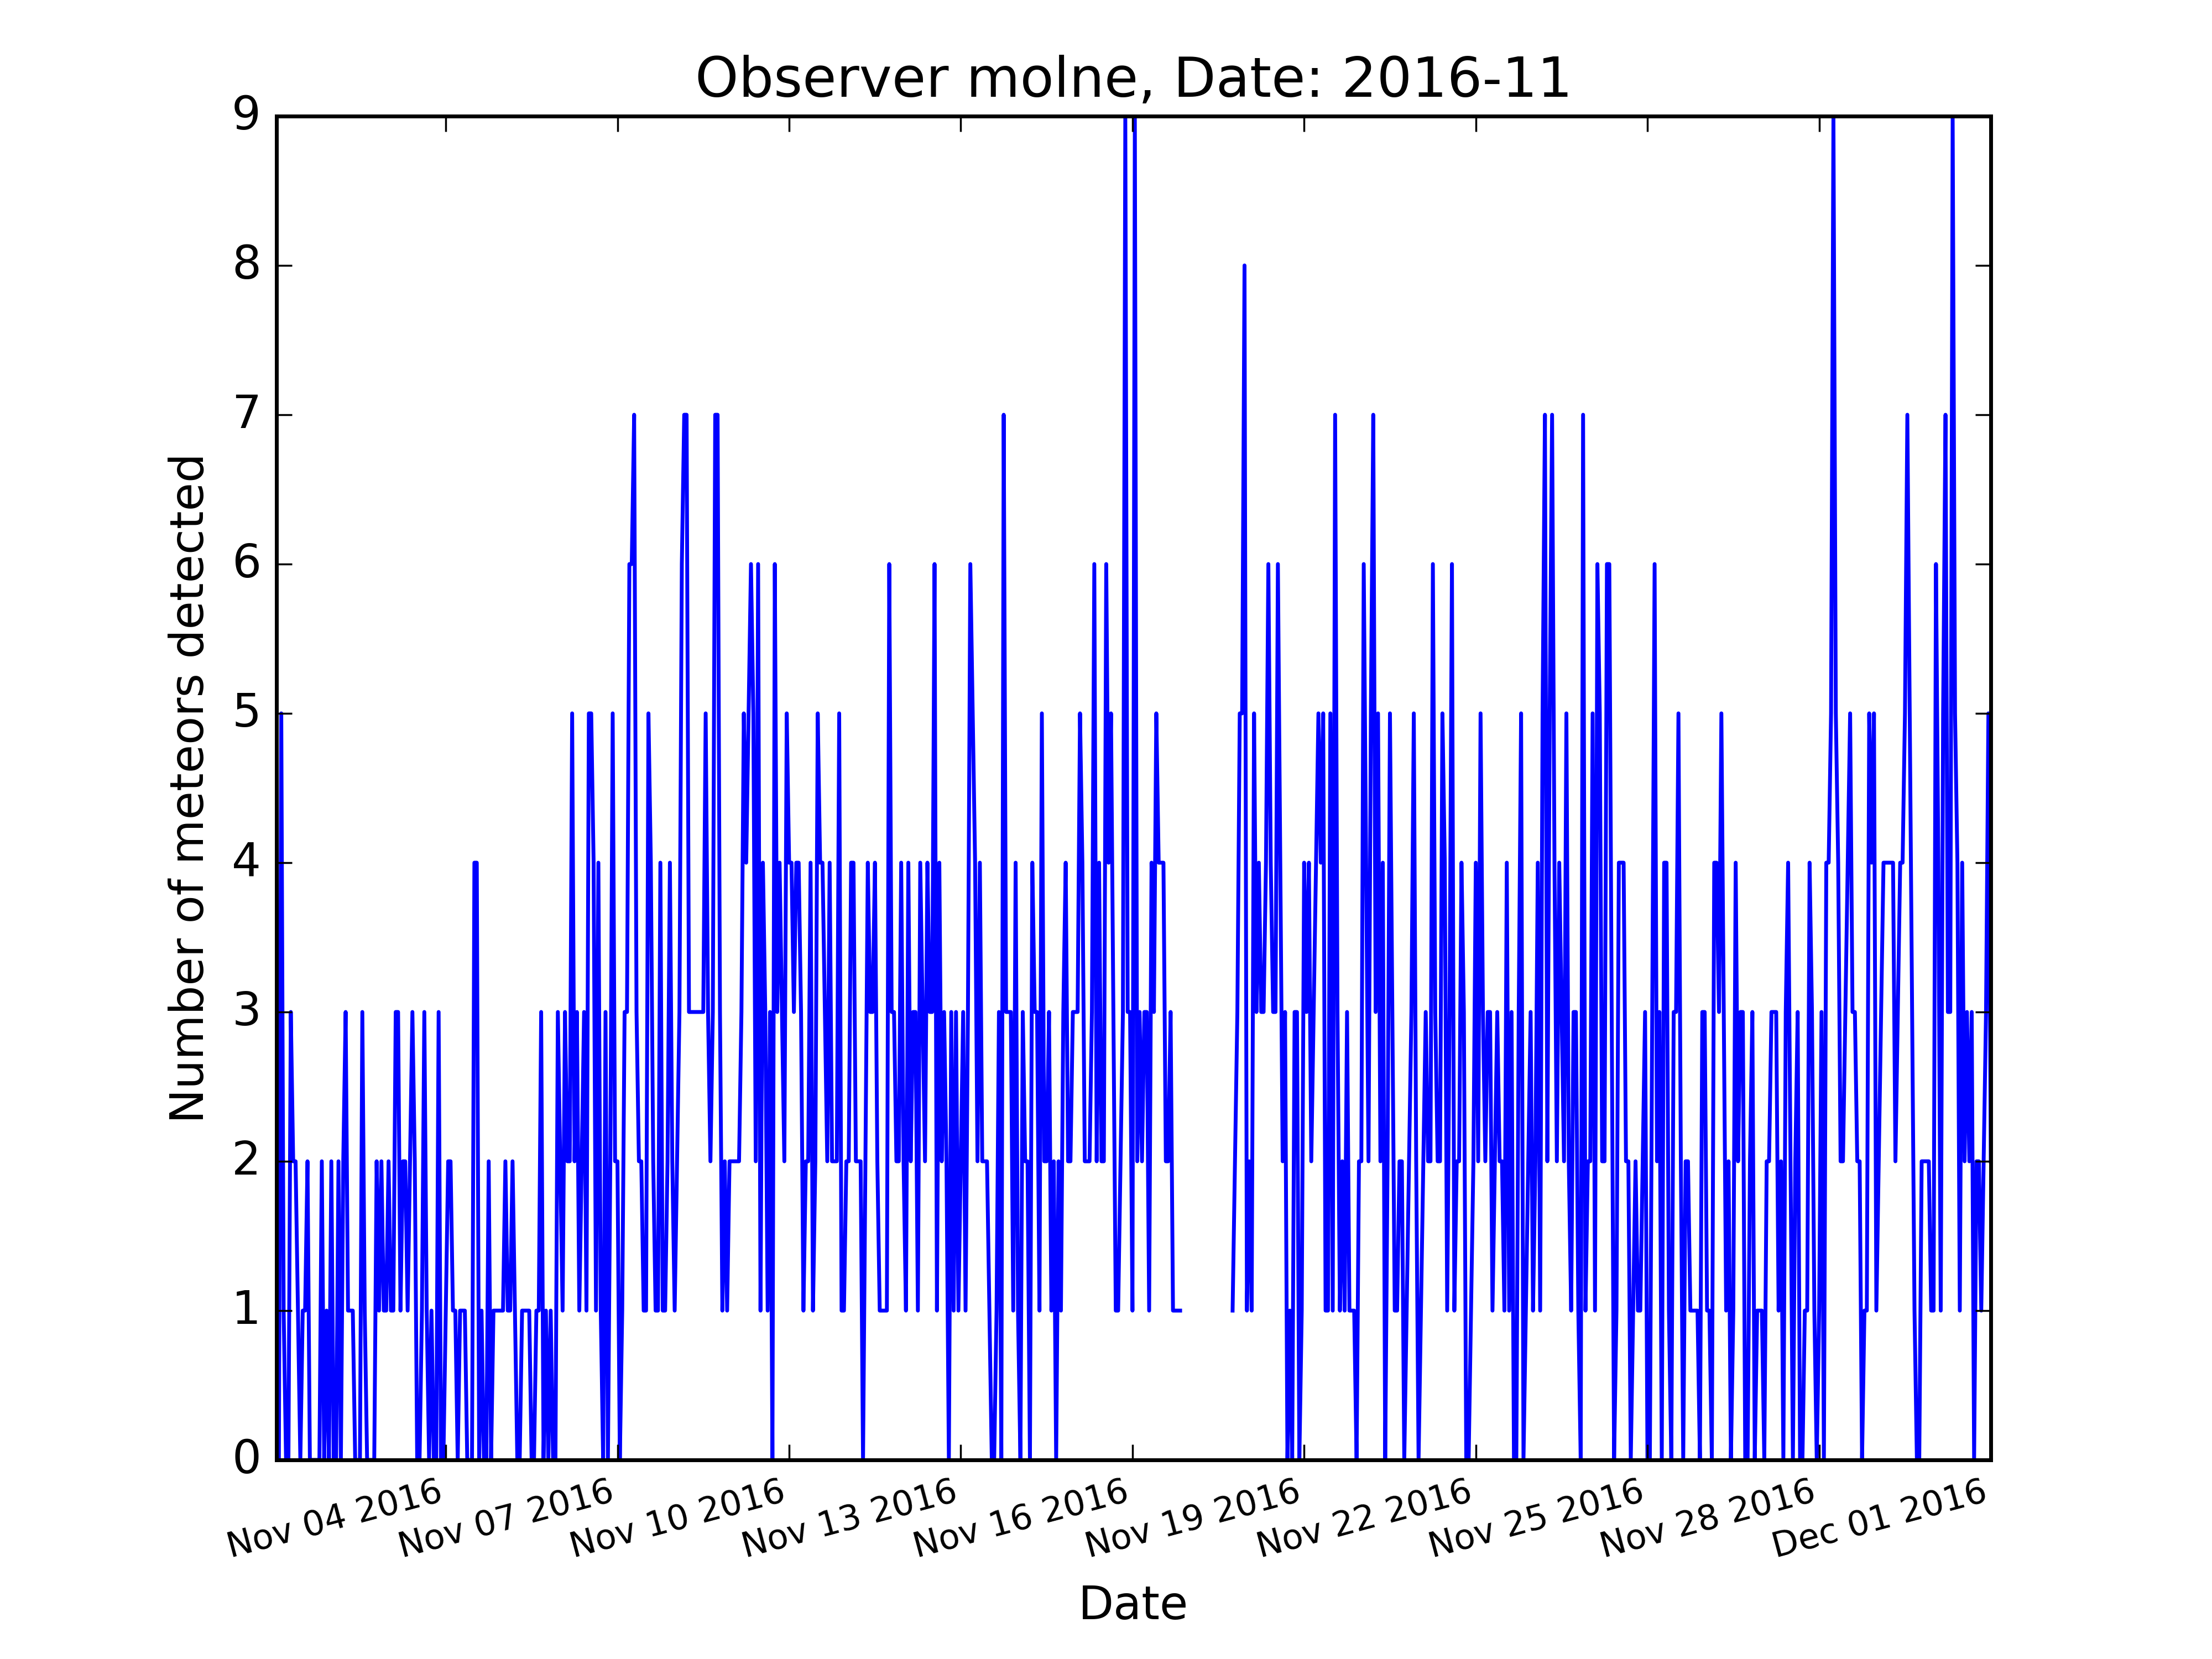 Observer molne, Date: 2016-11
Number of meteors detected
9
8
7
6
5
4
3
2
1
0
Nov 04 2016
Nov 07 2016
Nov 10 2016
Nov 13 2016
Nov 16 2016
Nov 19 2016
Nov 22 2016
Nov 25 2016
Nov 28 2016
Dec 01 2016
Date